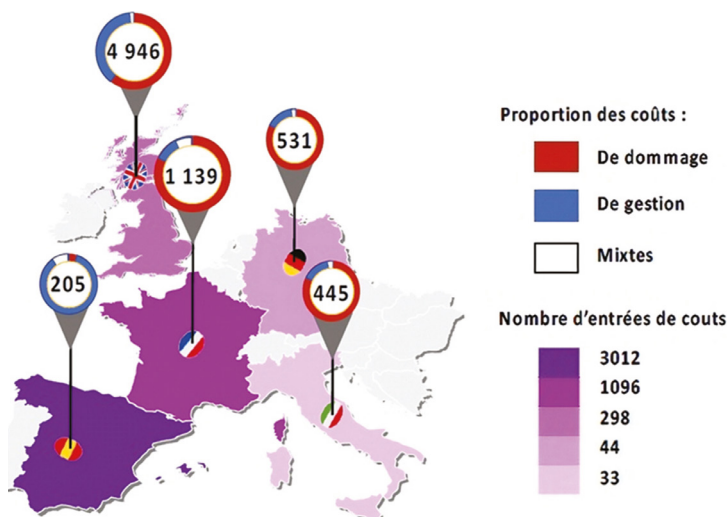 4 946
1 139
531
205
445
Proportion des coûts :
De dommage
De gestion
Mixtes
Nombre d'entrées de couts
3012
1096
298
44
33